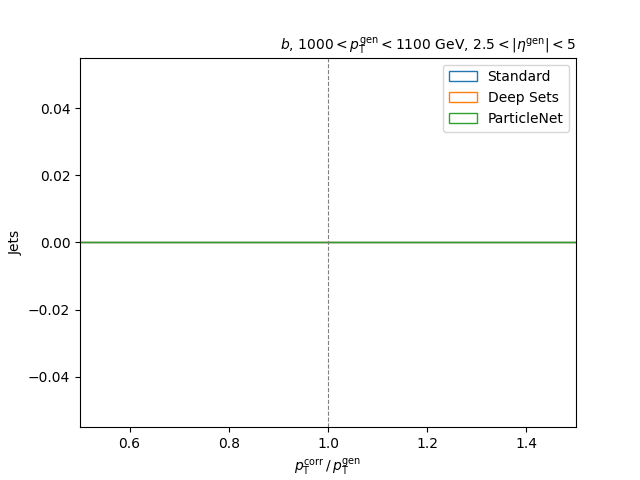 b, 1000 < p_T^gen < 1100 GeV, 2.5 < |η^gen| < 5
Standard
Deep Sets
ParticleNet
0.04
0.02
0.00
−0.02
−0.04
Jets
0.6 0.8 1.0 1.2 1.4
p_T^corr / p_T^gen